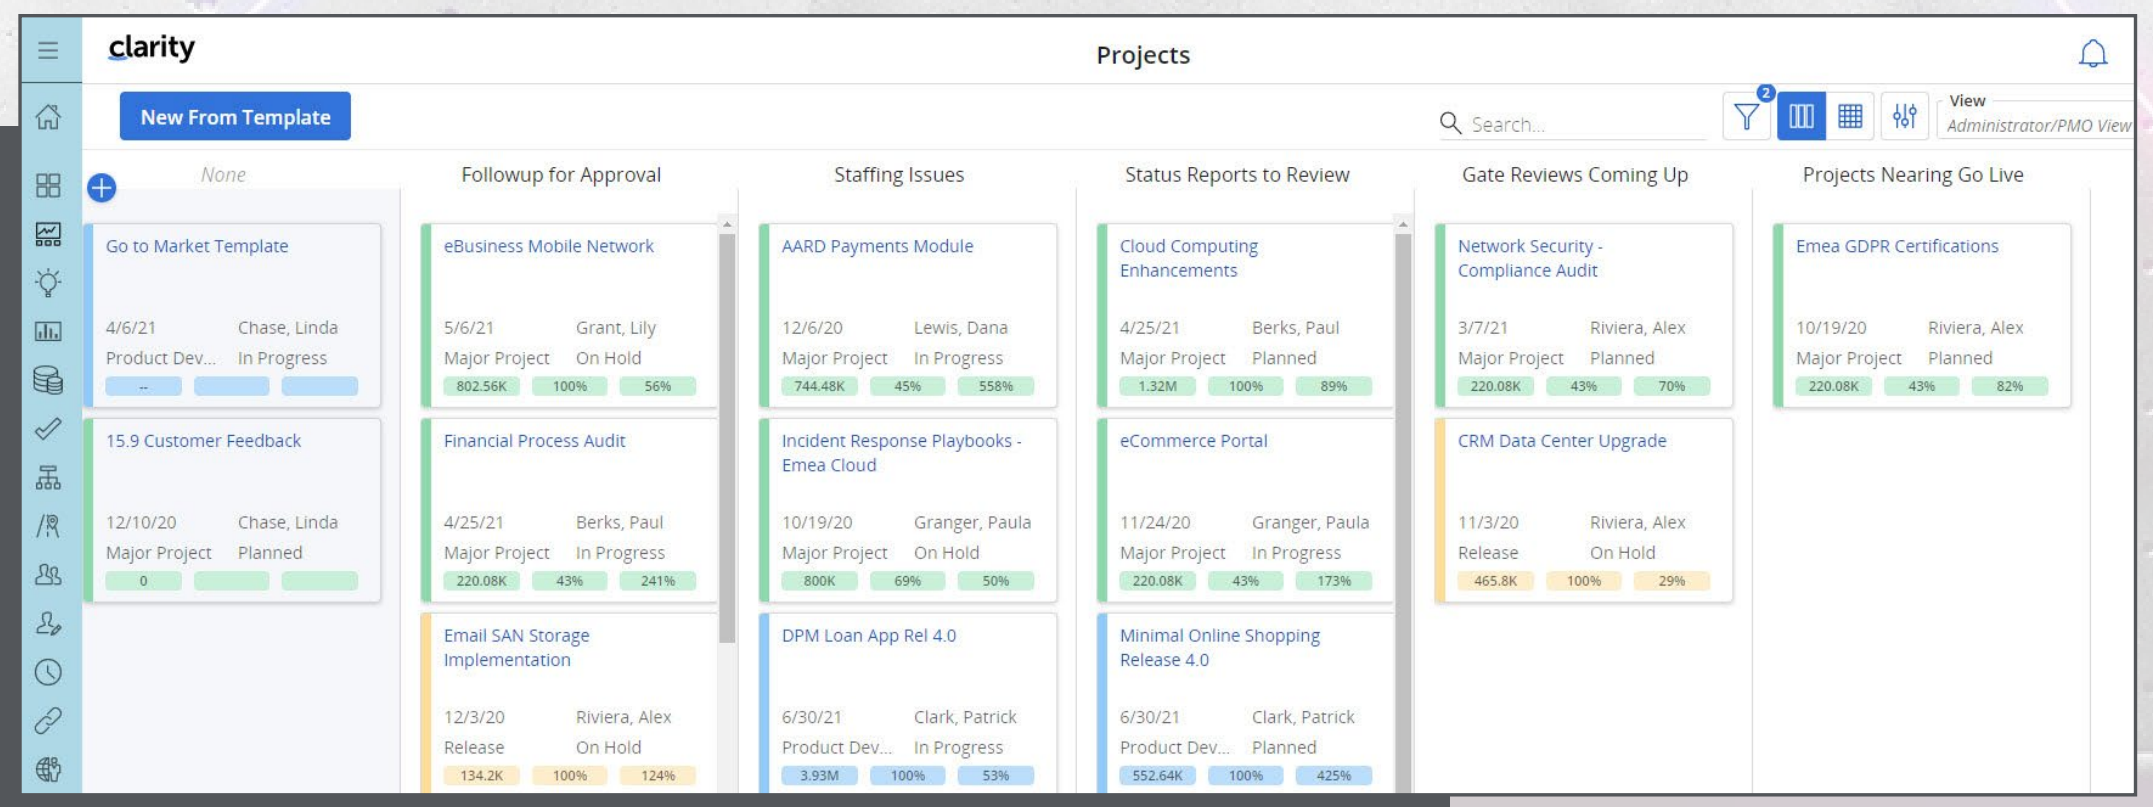 clarity
Projects
New From Template
Search...
2
View
Administrator/PMO View
None
Go to Market Template
4/6/21 Chase, Linda
Product Dev... In Progress
--
15.9 Customer Feedback
12/10/20 Chase, Linda
Major Project Planned
0
Followup for Approval
eBusiness Mobile Network
5/6/21 Grant, Lily
Major Project On Hold
802.56K 100% 56%
Financial Process Audit
4/25/21 Berks, Paul
Major Project In Progress
220.08K 43% 241%
Email SAN Storage
Implementation
12/3/20 Riviera, Alex
Release On Hold
134.2K 100% 124%
Staffing Issues
AARD Payments Module
12/6/20 Lewis, Dana
Major Project In Progress
744.48K 45% 558%
Incident Response Playbooks -
Emea Cloud
10/19/20 Granger, Paula
Major Project On Hold
800K 69% 50%
DPM Loan App Rel 4.0
6/30/21 Clark, Patrick
Product Dev... In Progress
3.93M 100% 53%
Status Reports to Review
Cloud Computing
Enhancements
4/25/21 Berks, Paul
Major Project Planned
1.32M 100% 89%
eCommerce Portal
11/24/20 Granger, Paula
Major Project In Progress
220.08K 43% 173%
Minimal Online Shopping
Release 4.0
6/30/21 Clark, Patrick
Product Dev... Planned
552.64K 100% 425%
Gate Reviews Coming Up
Network Security -
Compliance Audit
3/7/21 Riviera, Alex
Major Project Planned
220.08K 43% 70%
CRM Data Center Upgrade
11/3/20 Riviera, Alex
Release On Hold
465.8K 100% 29%
Projects Nearing Go Live
Emea GDPR Certifications
10/19/20 Riviera, Alex
Major Project Planned
220.08K 43% 82%